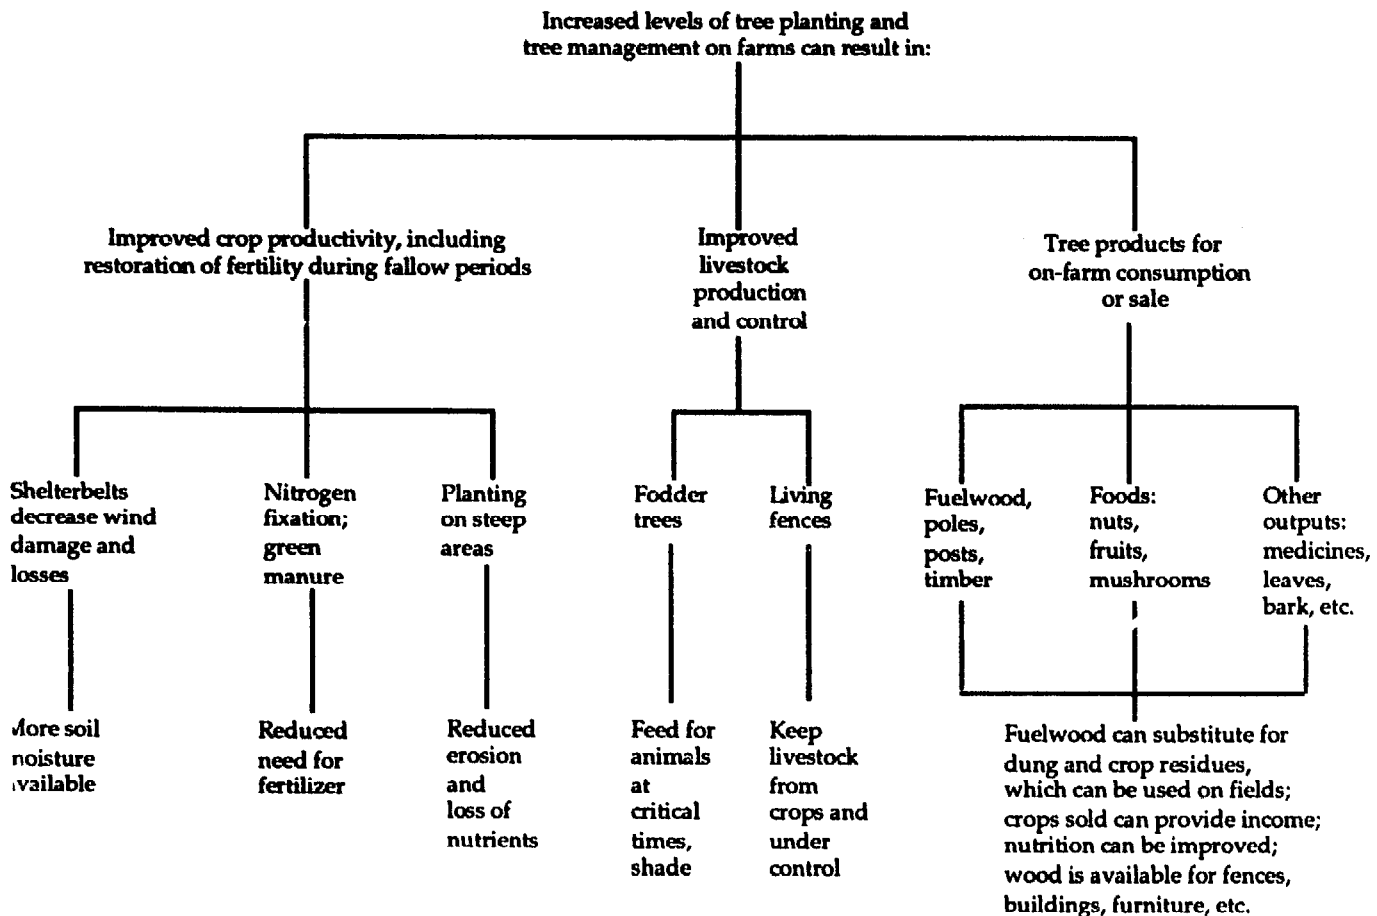 Increased levels of tree planting and
tree management on farms can result in:
Improved crop productivity, including
restoration of fertility during fallow periods
Improved
livestock
production
and control
Tree products for
on-farm consumption
or sale
Shelterbelts
decrease wind
damage and
losses
Nitrogen
fixation;
green
manure
Planting
on steep
areas
Fodder
trees
Living
fences
Fuelwood,
poles,
posts,
timber
Foods:
nuts,
fruits,
mushrooms
Other
outputs:
medicines,
leaves,
bark, etc.
More soil
moisture
available
Reduced
need for
fertilizer
Reduced
erosion
and
loss of
nutrients
Feed for
animals
at
critical
times,
shade
Keep
livestock
from
crops and
under
control
Fuelwood can substitute for
dung and crop residues,
which can be used on fields;
crops sold can provide income;
nutrition can be improved;
wood is available for fences,
buildings, furniture, etc.